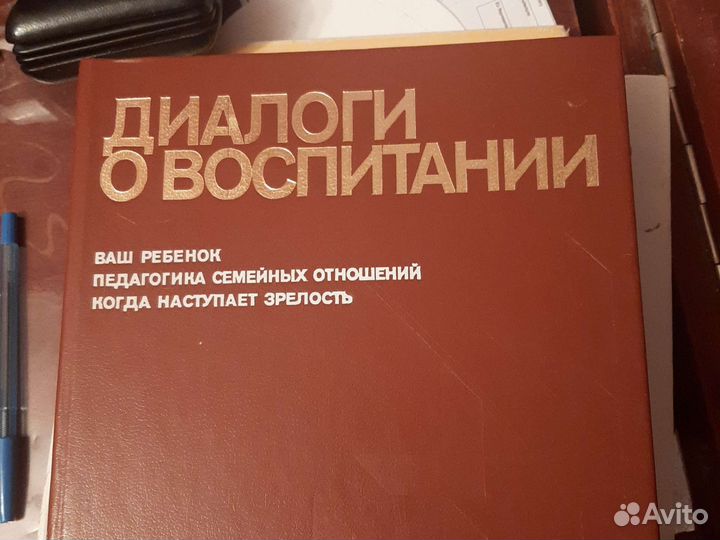 ДИАЛОГИ
О ВОСПИТАНИИ
ВАШ РЕБЕНОК
ПЕДАГОГИКА СЕМЕЙНЫХ ОТНОШЕНИЙ
КОГДА НАСТУПАЕТ ЗРЕЛОСТЬ
Avito